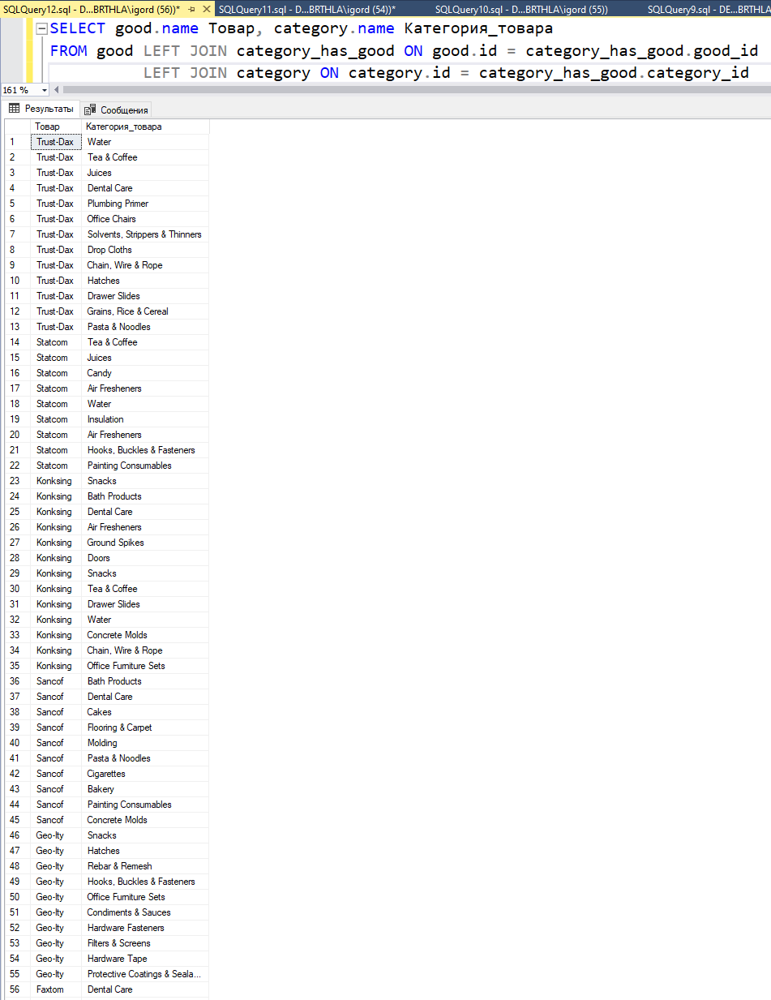 SQLQuery12.sql - D...BRTHLA\igord (56))* SQLQuery11.sql - D...BRTHLA\igord (54))* SQLQuery10.sql - D...BRTHLA\igord (55)) SQLQuery9.sql - DE...BRTHLA
SELECT good.name Товар, category.name Категория_товара
FROM good LEFT JOIN category_has_good ON good.id = category_has_good.good_id
LEFT JOIN category ON category.id = category_has_good.category_id
161 %
Результаты Сообщения
Товар Категория_товара
1 Trust-Dax Water
2 Trust-Dax Tea & Coffee
3 Trust-Dax Juices
4 Trust-Dax Dental Care
5 Trust-Dax Plumbing Primer
6 Trust-Dax Office Chairs
7 Trust-Dax Solvents, Strippers & Thinners
8 Trust-Dax Drop Cloths
9 Trust-Dax Chain, Wire & Rope
10 Trust-Dax Hatches
11 Trust-Dax Drawer Slides
12 Trust-Dax Grains, Rice & Cereal
13 Trust-Dax Pasta & Noodles
14 Statcom Tea & Coffee
15 Statcom Juices
16 Statcom Candy
17 Statcom Air Fresheners
18 Statcom Water
19 Statcom Insulation
20 Statcom Air Fresheners
21 Statcom Hooks, Buckles & Fasteners
22 Statcom Painting Consumables
23 Konksing Snacks
24 Konksing Bath Products
25 Konksing Dental Care
26 Konksing Air Fresheners
27 Konksing Ground Spikes
28 Konksing Doors
29 Konksing Snacks
30 Konksing Tea & Coffee
31 Konksing Drawer Slides
32 Konksing Water
33 Konksing Concrete Molds
34 Konksing Chain, Wire & Rope
35 Konksing Office Furniture Sets
36 Sancof Bath Products
37 Sancof Dental Care
38 Sancof Cakes
39 Sancof Flooring & Carpet
40 Sancof Molding
41 Sancof Pasta & Noodles
42 Sancof Cigarettes
43 Sancof Bakery
44 Sancof Painting Consumables
45 Sancof Concrete Molds
46 Geo-Ity Snacks
47 Geo-Ity Hatches
48 Geo-Ity Rebar & Remesh
49 Geo-Ity Hooks, Buckles & Fasteners
50 Geo-Ity Office Furniture Sets
51 Geo-Ity Condiments & Sauces
52 Geo-Ity Hardware Fasteners
53 Geo-Ity Filters & Screens
54 Geo-Ity Hardware Tape
55 Geo-Ity Protective Coatings & Seala...
56 Faxtom Dental Care